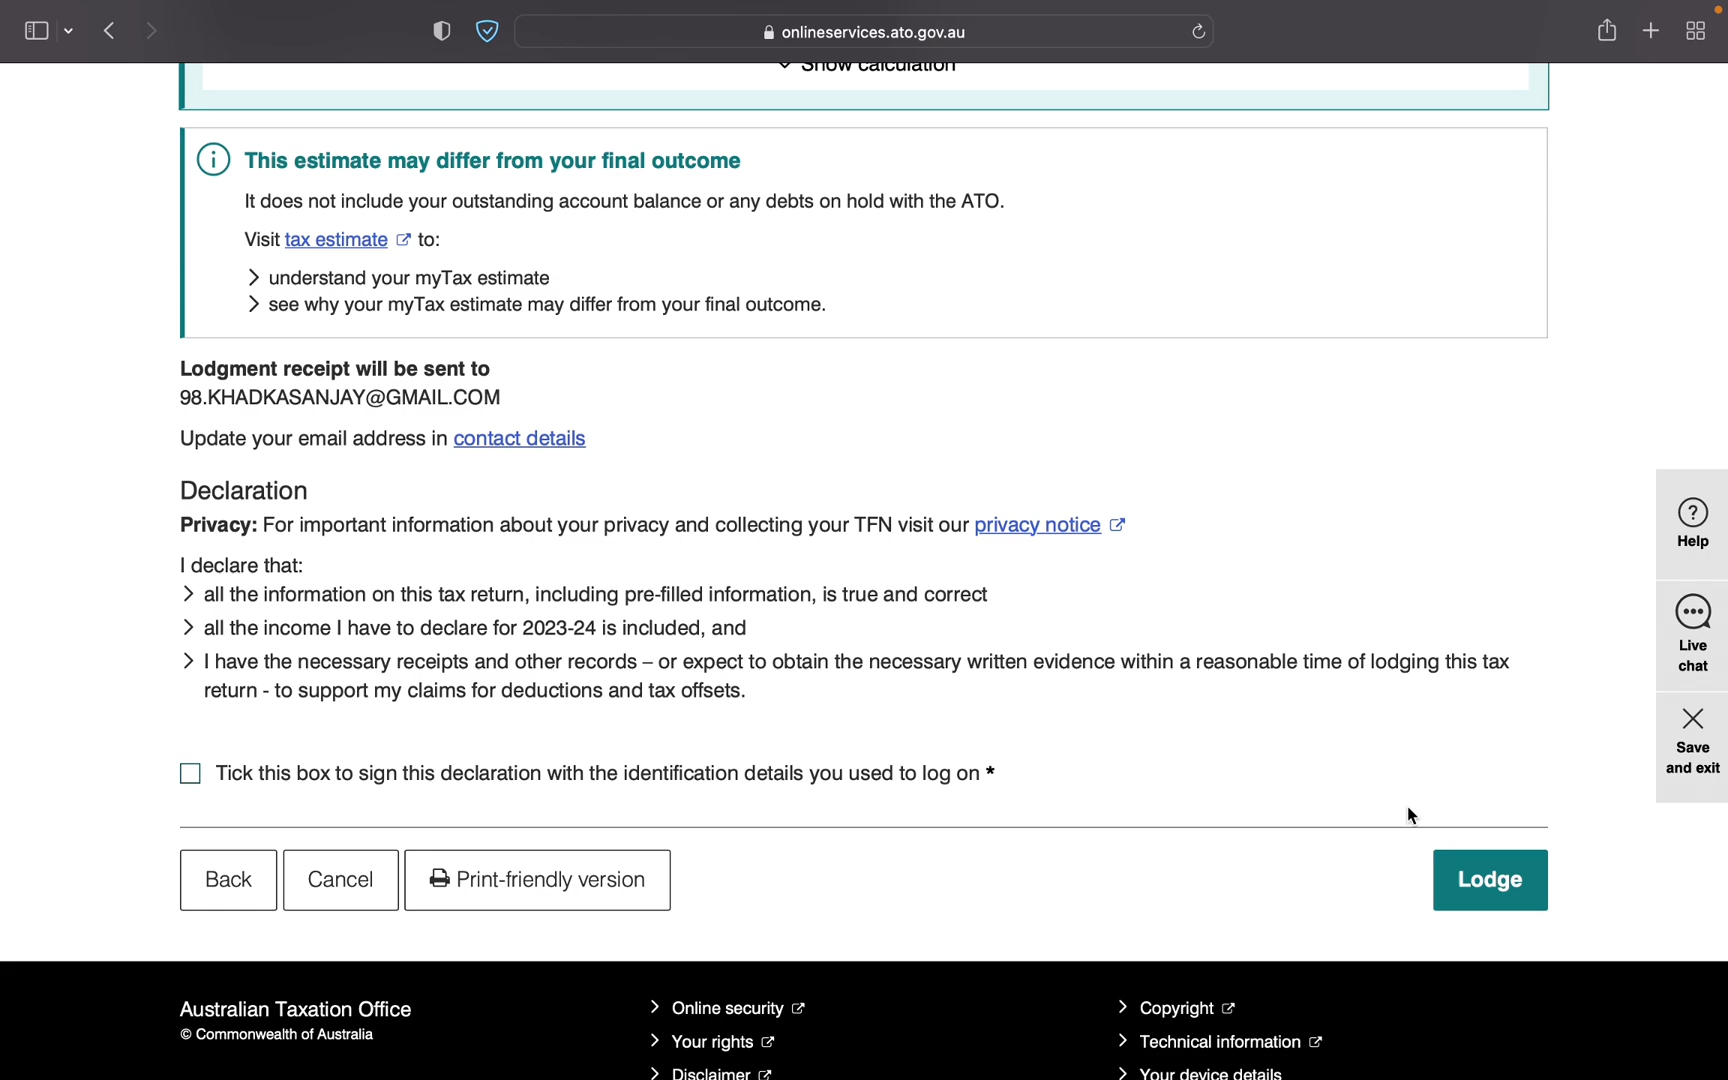 onlineservices.ato.gov.au
Show calculation
This estimate may differ from your final outcome
It does not include your outstanding account balance or any debts on hold with the ATO.
Visit tax estimate to:
understand your myTax estimate
see why your myTax estimate may differ from your final outcome.
Lodgment receipt will be sent to
98.KHADKASANJAY@GMAIL.COM
Update your email address in contact details
Declaration
Privacy: For important information about your privacy and collecting your TFN visit our privacy notice
I declare that:
all the information on this tax return, including pre-filled information, is true and correct
all the income I have to declare for 2023-24 is included, and
I have the necessary receipts and other records – or expect to obtain the necessary written evidence within a reasonable time of lodging this tax
return - to support my claims for deductions and tax offsets.
Tick this box to sign this declaration with the identification details you used to log on *
Back Cancel Print-friendly version Lodge
Help
Live
chat
Save
and exit
Australian Taxation Office
© Commonwealth of Australia
Online security
Your rights
Disclaimer
Copyright
Technical information
Your device details